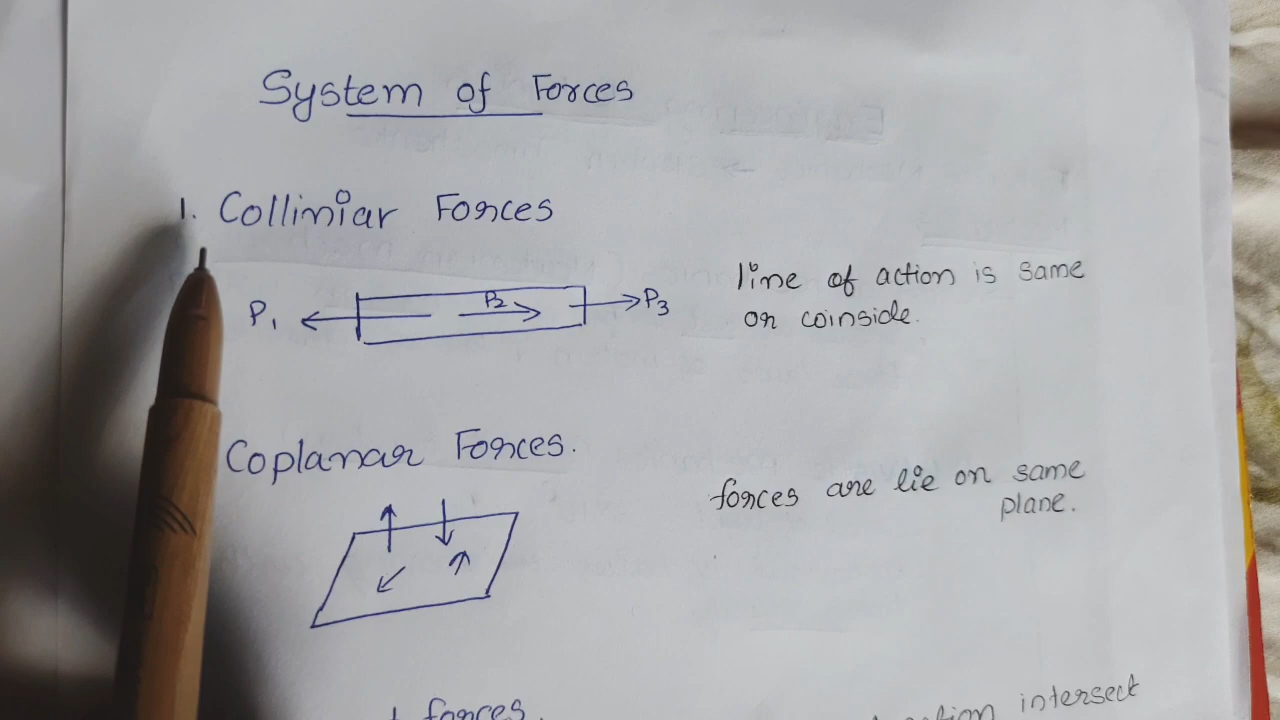 System of Forces
1. Colliniar Forces
line of action is same
or coinside.
P1 P2 P3
Coplanar Forces.
forces are lie on same
plane.
forces.
intersect